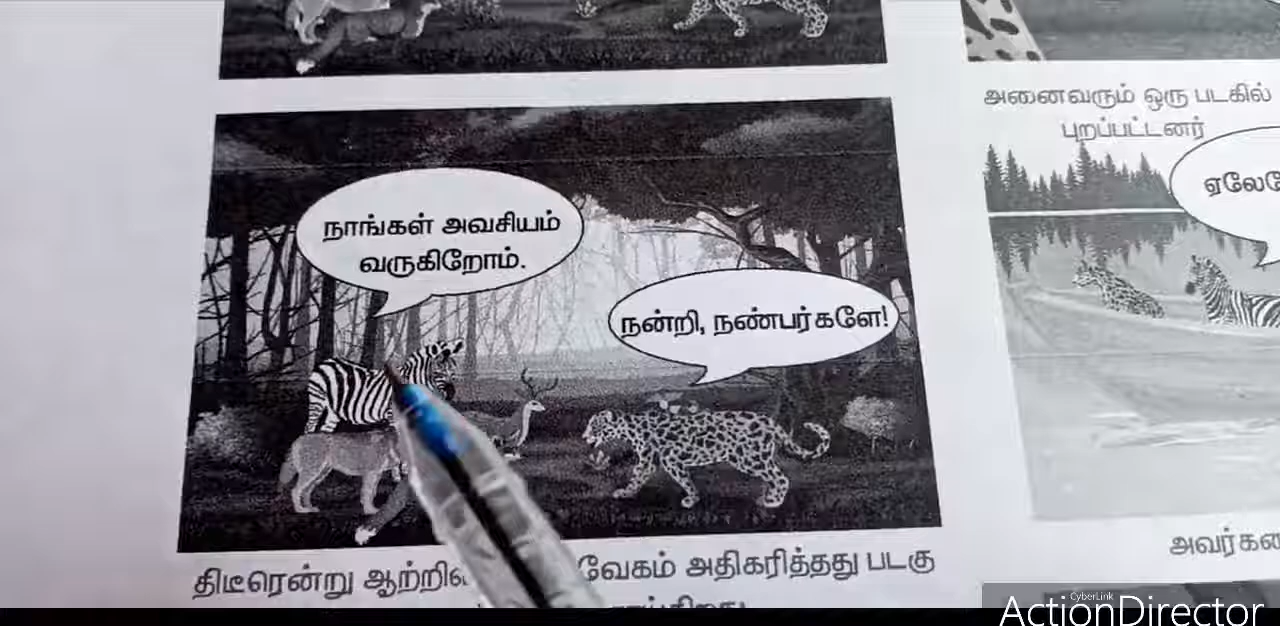 நாங்கள் அவசியம்
வருகிறோம்.
நன்றி, நண்பர்களே!
திடீரென்று வேகம் அதிகரித்தது படகு
அனைவரும் ஒரு படகில்
புறப்பட்டனர்
CyberLink
ActionDirector